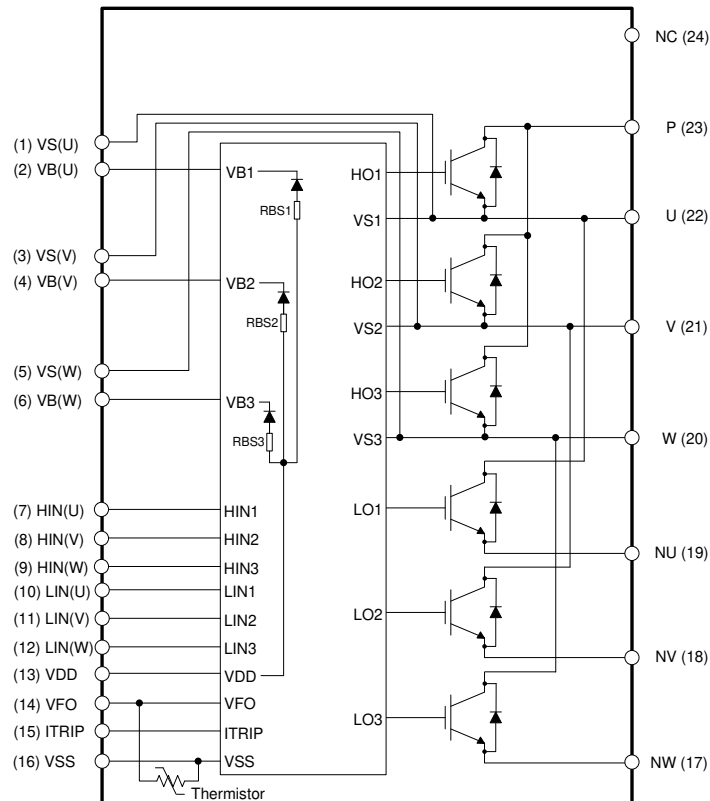 NC (24)
P (23)
(1) VS(U)
(2) VB(U)
VB1
HO1
RBS1
VS1
U (22)
(3) VS(V)
(4) VB(V)
VB2
HO2
RBS2
VS2
V (21)
(5) VS(W)
(6) VB(W)
VB3
HO3
RBS3
VS3
W (20)
(7) HIN(U)
HIN1
LO1
(8) HIN(V)
HIN2
NU (19)
(9) HIN(W)
HIN3
(10) LIN(U)
LIN1
(11) LIN(V)
LIN2
LO2
(12) LIN(W)
LIN3
NV (18)
(13) VDD
VDD
(14) VFO
VFO
LO3
(15) ITRIP
ITRIP
(16) VSS
VSS
NW (17)
Thermistor